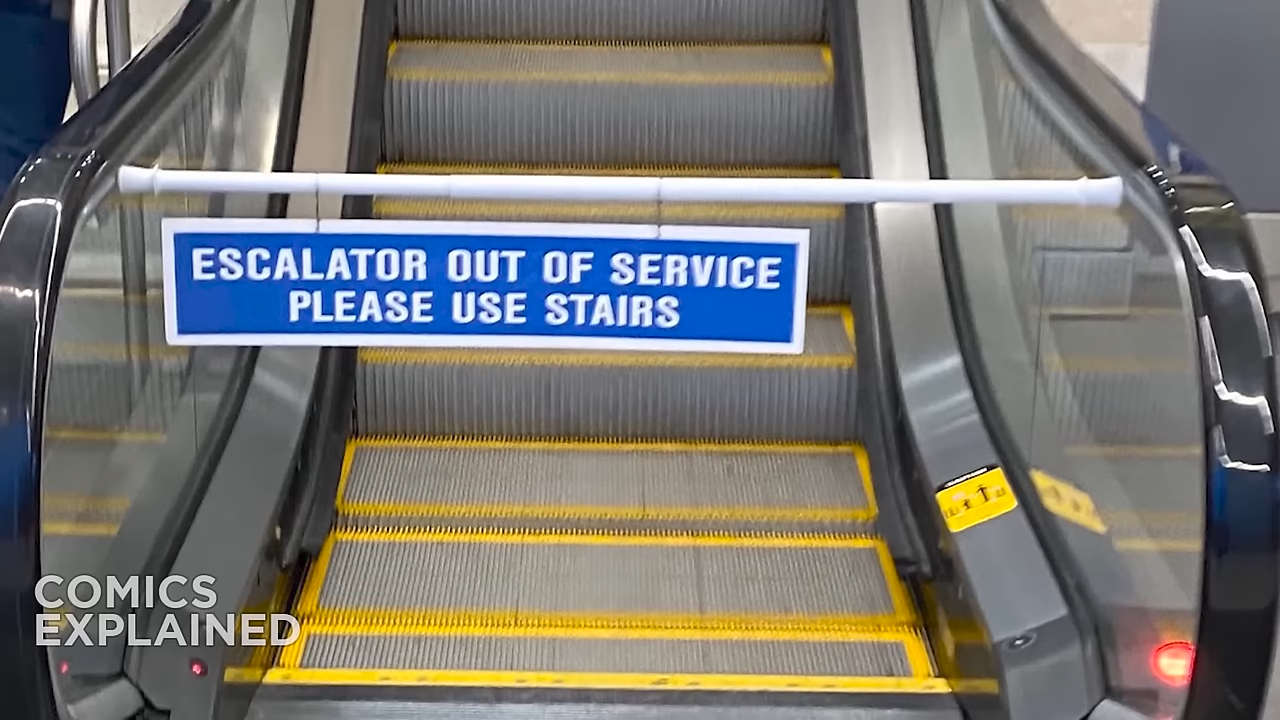 ESCALATOR OUT OF SERVICE
PLEASE USE STAIRS
COMICS
EXPLAINED